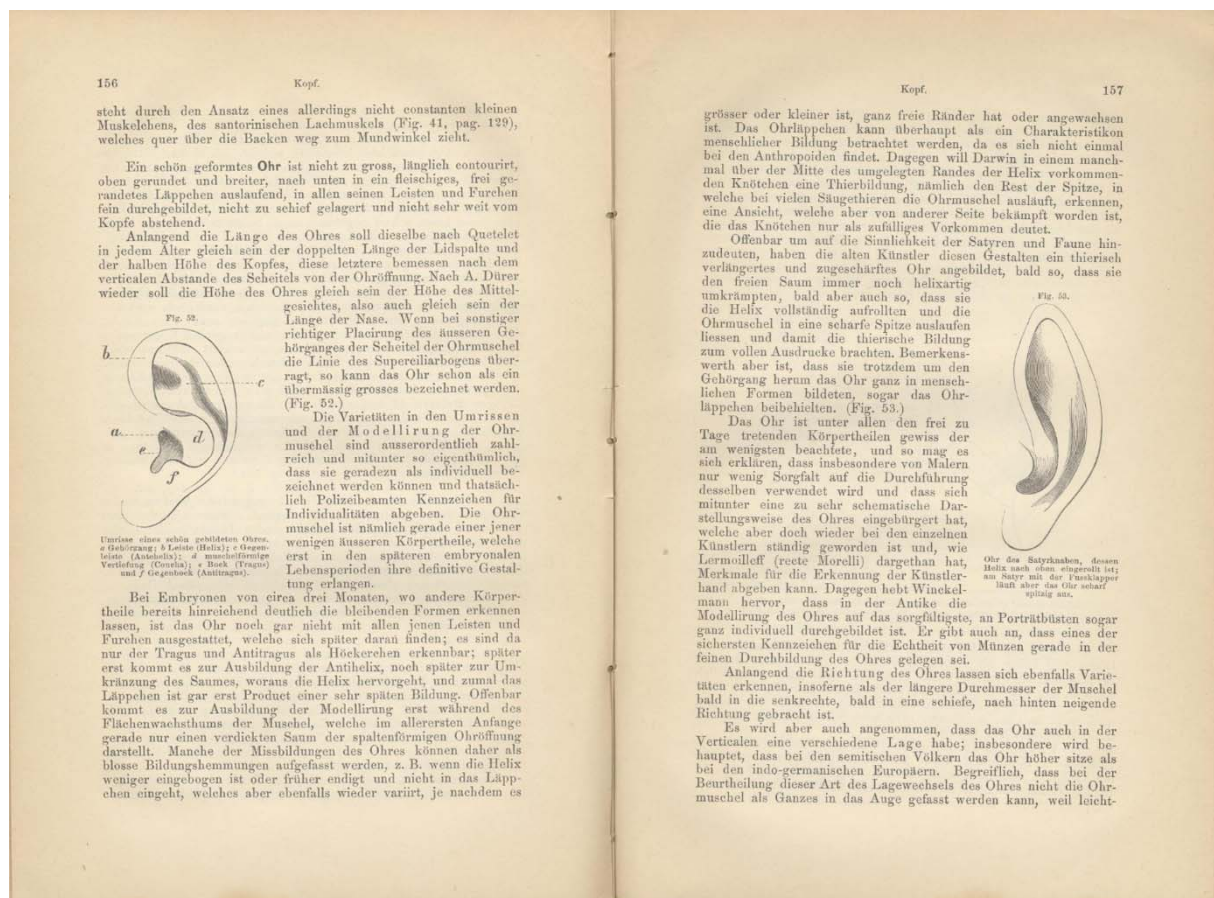 156
Kopf.
steht durch den Ansatz eines allerdings nicht constanten kleinen
Muskelchens, des santorinischen Lachmuskels (Fig. 41, pag. 129),
welches quer über die Backen weg zum Mundwinkel zieht.
Ein schön geformtes Ohr ist nicht zu gross, länglich contourirt,
oben gerundet und breiter, nach unten in ein fleischiges, frei ge-
randetes Läppchen auslaufend, in allen seinen Leisten und Furchen
fein durchgebildet, nicht zu schief gelagert und nicht sehr weit vom
Kopfe abstehend.
Anlangend die Länge des Ohres soll dieselbe nach Quetelet
in jedem Alter gleich sein der doppelten Länge der Lidspalte und
der halben Höhe des Kopfes, diese letztere bemessen nach dem
verticalen Abstande des Scheitels von der Ohröffnung. Nach A. Dürer
wieder soll die Höhe des Ohres gleich sein der Höhe des Mittel-
gesichtes, also auch gleich sein der
Länge der Nase. Wenn bei sonstiger
richtiger Placirung des äusseren Ge-
hörganges der Scheitel der Ohrmuschel
die Linie des Superciliarbogens über-
ragt, so kann das Ohr schon als ein
übermässig grosses bezeichnet werden.
(Fig. 52.)
Die Varietäten in den Umrissen
und der Modellirung der Ohr-
muschel sind ausserordentlich zahl-
reich und mitunter so eigenthümlich,
dass sie geradezu als individuell be-
zeichnet werden können und thatsäch-
lich Polizeibeamten Kennzeichen für
Individualitäten abgeben. Die Ohr-
muschel ist nämlich gerade einer jener
wenigen äusseren Körpertheile, welche
erst in den späteren embryonalen
Lebensperioden ihre definitive Gestal-
tung erlangen.
Fig. 52.
b
c
a
d
e
f
Umrisse eines schön gebildeten Ohres.
a Gehörgang; b Leiste (Helix); c Gegen-
leiste (Antehelix); d muschelförmige
Vertiefung (Concha); e Bock (Tragus)
und f Gegenbock (Antitragus).
Bei Embryonen von circa drei Monaten, wo andere Körper-
theile bereits hinreichend deutlich die bleibenden Formen erkennen
lassen, ist das Ohr noch gar nicht mit allen jenen Leisten und
Furchen ausgestattet, welche sich später daran finden; es sind da
nur der Tragus und Antitragus als Höckerchen erkennbar; später
erst kommt es zur Ausbildung der Antihelix, noch später zur Um-
kränzung des Saumes, woraus die Helix hervorgeht, und zumal das
Läppchen ist gar erst Product einer sehr späten Bildung. Offenbar
kommt es zur Ausbildung der Modellirung erst während des
Flächenwachsthums der Muschel, welche im allerersten Anfange
gerade nur einen verdickten Saum der spaltenförmigen Ohröffnung
darstellt. Manche der Missbildungen des Ohres können daher als
blosse Bildungshemmungen aufgefasst werden, z. B. wenn die Helix
weniger eingebogen ist oder früher endigt und nicht in das Läpp-
chen eingeht, welches aber ebenfalls wieder variirt, je nachdem es
Kopf.
157
grösser oder kleiner ist, ganz freie Ränder hat oder angewachsen
ist. Das Ohrläppchen kann überhaupt als ein Charakteristikon
menschlicher Bildung betrachtet werden, da es sich nicht einmal
bei den Anthropoiden findet. Dagegen will Darwin in einem manch-
mal über der Mitte des umgelegten Randes der Helix vorkommen-
den Knötchen eine Thierbildung, nämlich den Rest der Spitze, in
welche bei vielen Säugethieren die Ohrmuschel ausläuft, erkennen,
eine Ansicht, welche aber von anderer Seite bekämpft worden ist,
die das Knötchen nur als zufälliges Vorkommen deutet.
Offenbar um auf die Sinnlichkeit der Satyren und Faune hin-
zudeuten, haben die alten Künstler diesen Gestalten ein thierisch
verlängertes und zugeschärftes Ohr angebildet, bald so, dass sie
den freien Saum immer noch helixartig
umkrämpten, bald aber auch so, dass sie
die Helix vollständig aufrollten und die
Ohrmuschel in eine scharfe Spitze auslaufen
liessen und damit die thierische Bildung
zum vollen Ausdrucke brachten. Bemerkens-
werth aber ist, dass sie trotzdem um den
Gehörgang herum das Ohr ganz in mensch-
lichen Formen bildeten, sogar das Ohr-
läppchen beibehielten. (Fig. 53.)
Das Ohr ist unter allen den frei zu
Tage tretenden Körpertheilen gewiss der
am wenigsten beachtete, und so mag es
sich erklären, dass insbesondere von Malern
nur wenig Sorgfalt auf die Durchführung
desselben verwendet wird und dass sich
mitunter eine zu sehr schematische Dar-
stellungsweise des Ohres eingebürgert hat,
welche aber doch wieder bei den einzelnen
Künstlern ständig geworden ist und, wie
Lermoilleff (recte Morelli) dargethan hat,
Merkmale für die Erkennung der Künstler-
hand abgeben kann. Dagegen hebt Winckel-
mann hervor, dass in der Antike die
Fig. 53.
Ohr des Satyrknaben, dessen
Helix nach oben eingerollt ist;
am Satyr mit der Fussklapper
läuft aber das Ohr scharf
spitzig aus.
Modellirung des Ohres auf das sorgfältigste, an Porträtbüsten sogar
ganz individuell durchgebildet ist. Er gibt auch an, dass eines der
sichersten Kennzeichen für die Echtheit von Münzen gerade in der
feinen Durchbildung des Ohres gelegen sei.
Anlangend die Richtung des Ohres lassen sich ebenfalls Varie-
täten erkennen, insoferne als der längere Durchmesser der Muschel
bald in die senkrechte, bald in eine schiefe, nach hinten neigende
Richtung gebracht ist.
Es wird aber auch angenommen, dass das Ohr auch in der
Verticalen eine verschiedene Lage habe; insbesondere wird be-
hauptet, dass bei den semitischen Völkern das Ohr höher sitze als
bei den indo-germanischen Europäern. Begreiflich, dass bei der
Beurtheilung dieser Art des Lagewechsels des Ohres nicht die Ohr-
muschel als Ganzes in das Auge gefasst werden kann, weil leicht-